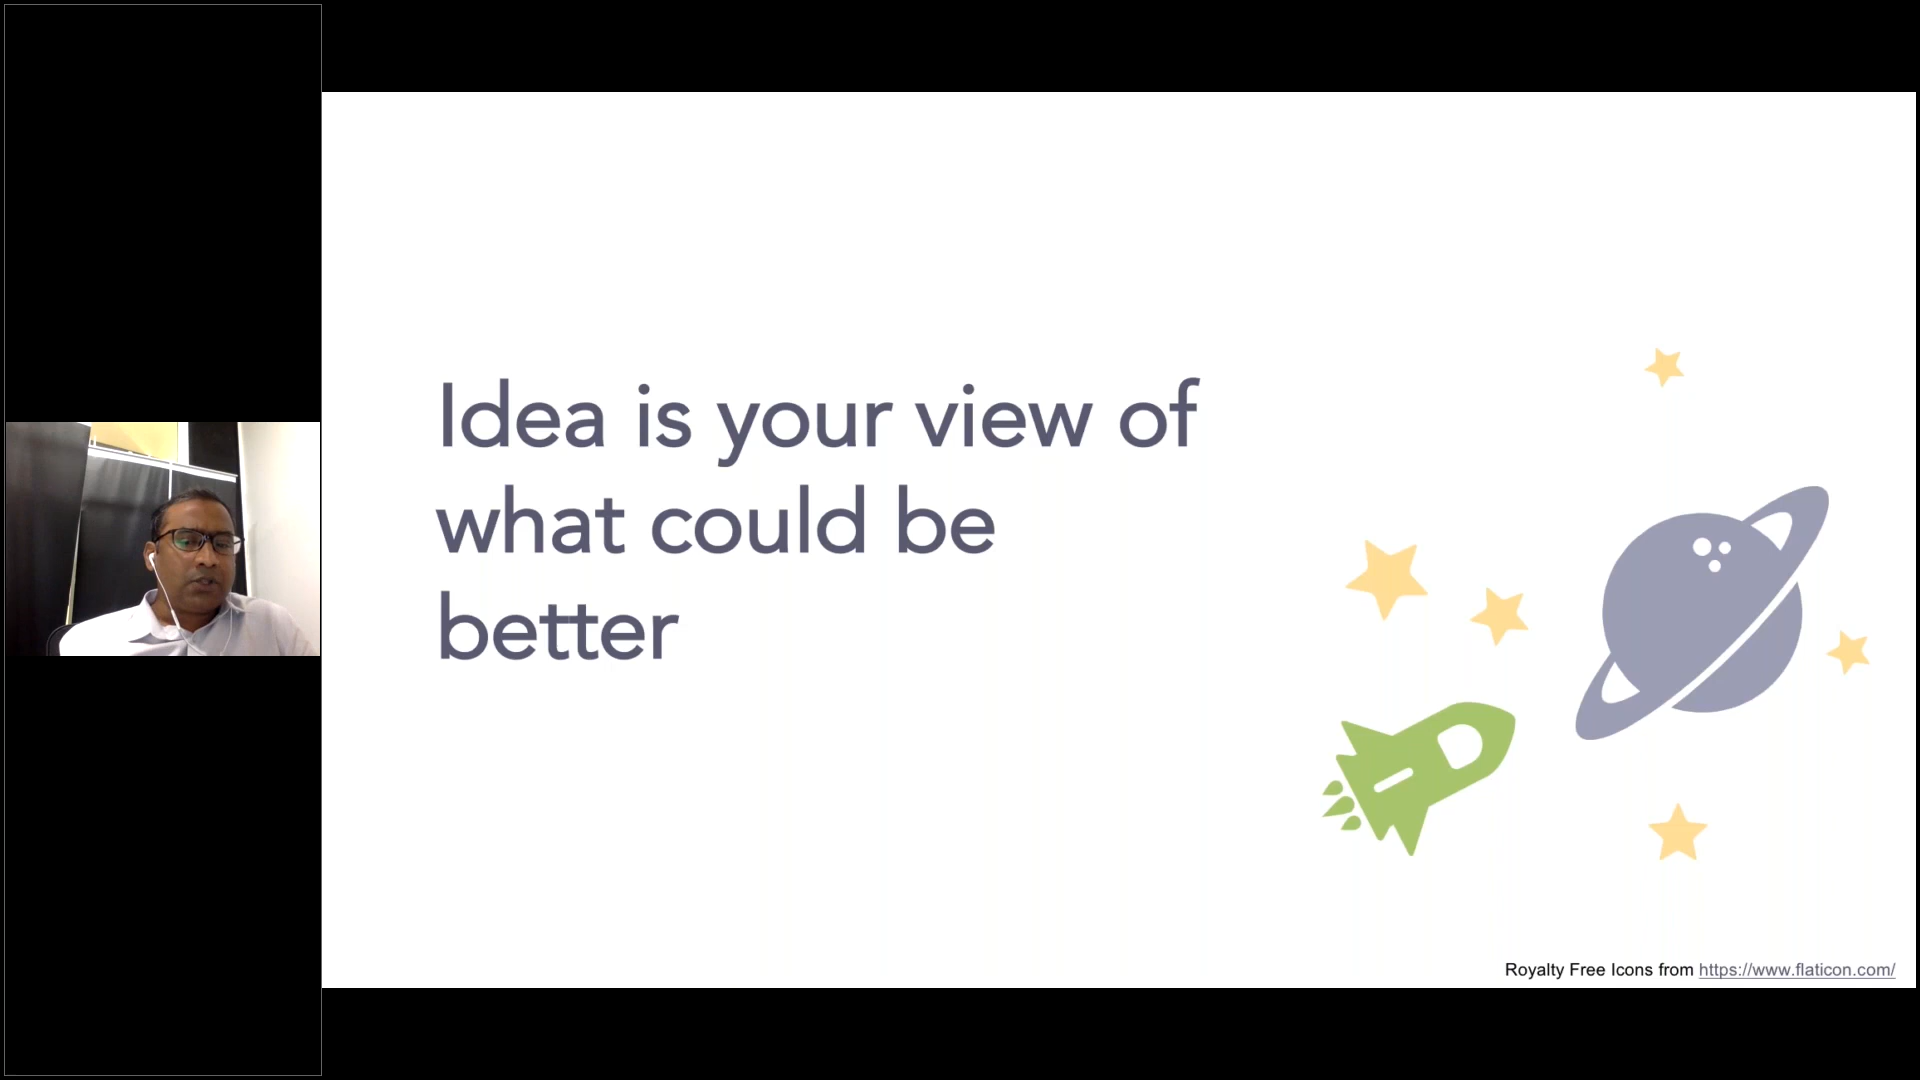 Idea is your view of
what could be
better
Royalty Free Icons from https://www.flaticon.com/